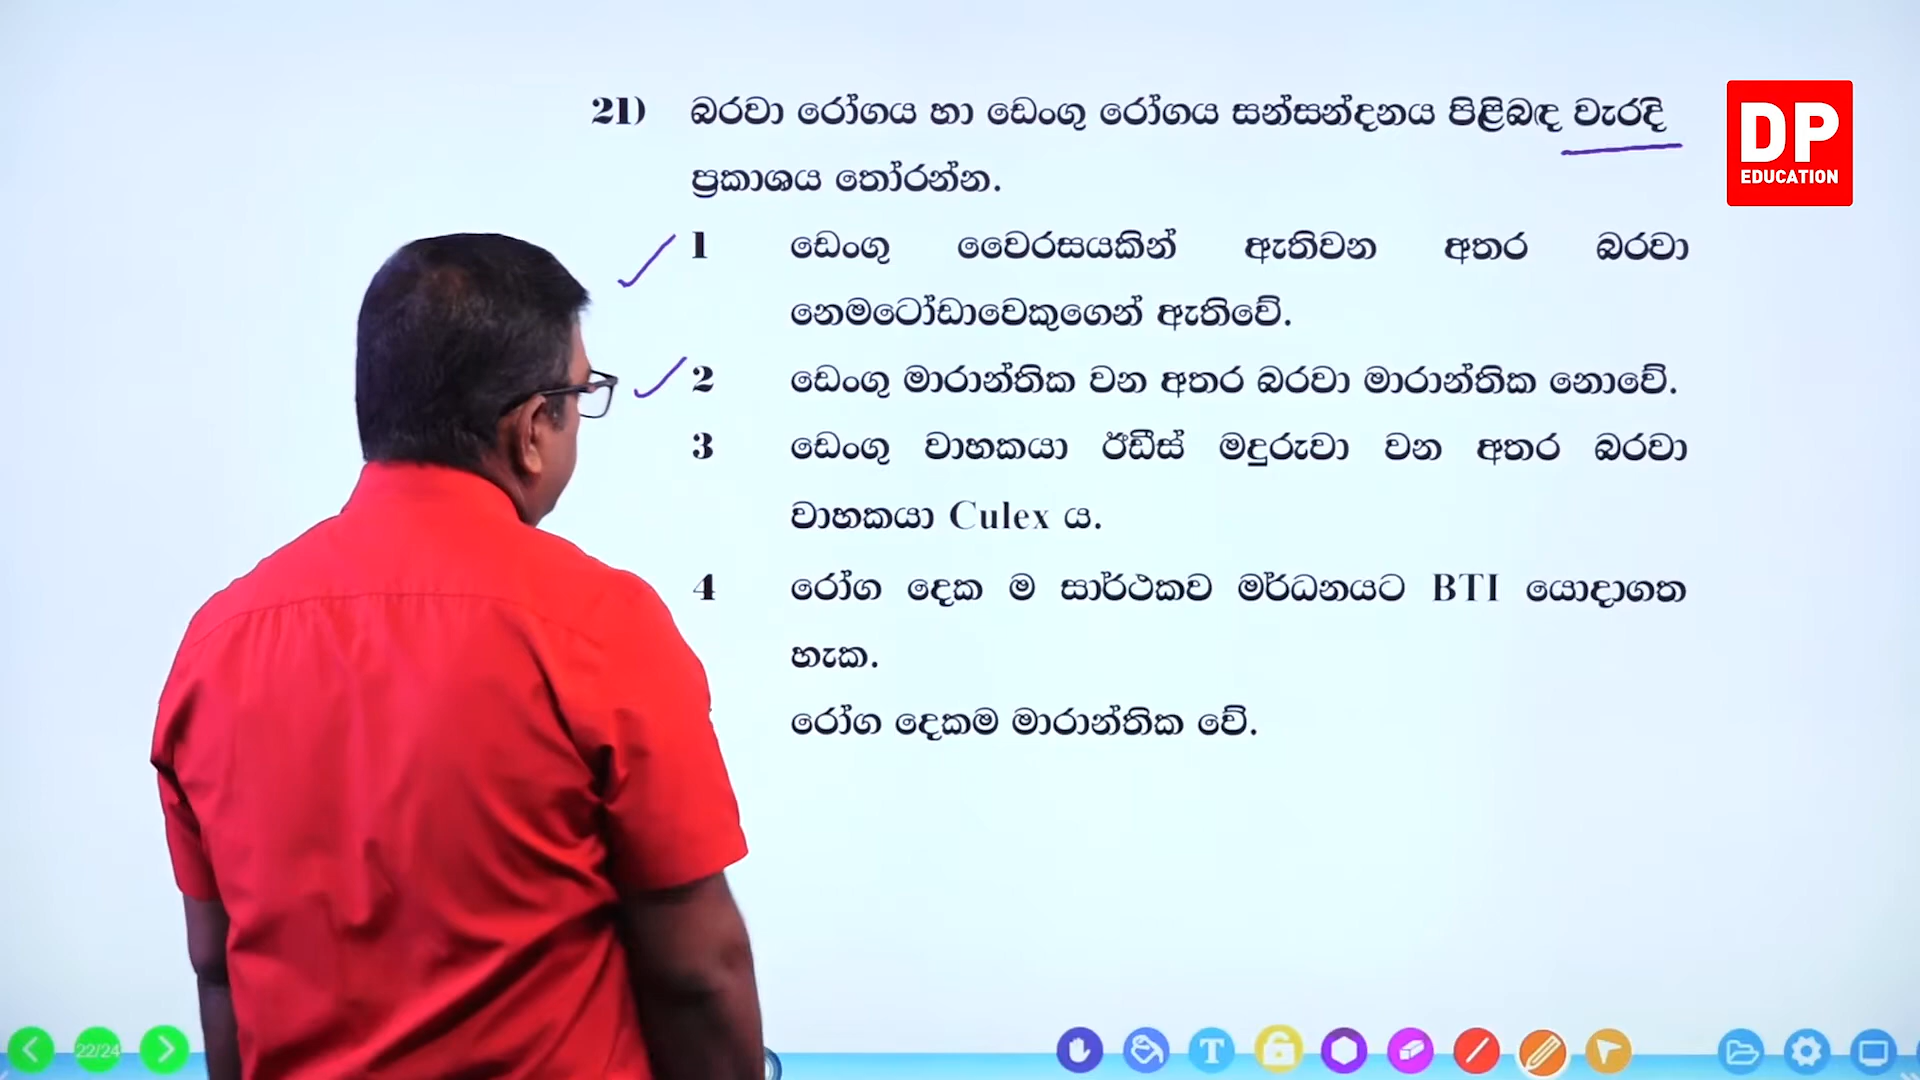 21) බරවා රෝගය හා ඩෙංගු රෝගය සන්සන්දනය පිළිබඳ වැරදි
ප්‍රකාශය තෝරන්න.
1 ඩෙංගු වෛරසයකින් ඇතිවන අතර බරවා
නෙමටෝඩාවෙකුගෙන් ඇතිවේ.
2 ඩෙංගු මාරාන්තික වන අතර බරවා මාරාන්තික නොවේ.
3 ඩෙංගු වාහකයා ඊඩීස් මදුරුවා වන අතර බරවා
වාහකයා Culex ය.
4 රෝග දෙක ම සාර්ථකව මර්ධනයට BTI යොදාගත
හැක.
රෝග දෙකම මාරාන්තික වේ.
DP
EDUCATION
22/24
T